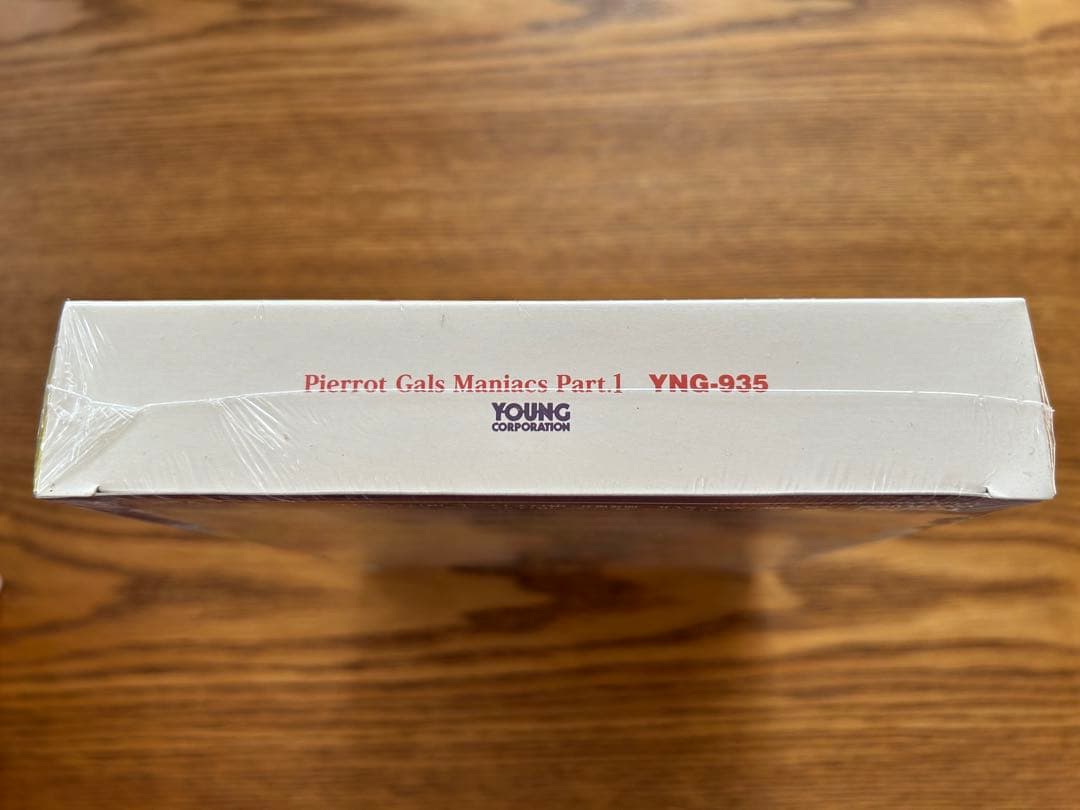 Pierrot Gals Maniacs Part.1 YNG-935
YOUNG
CORPORATION